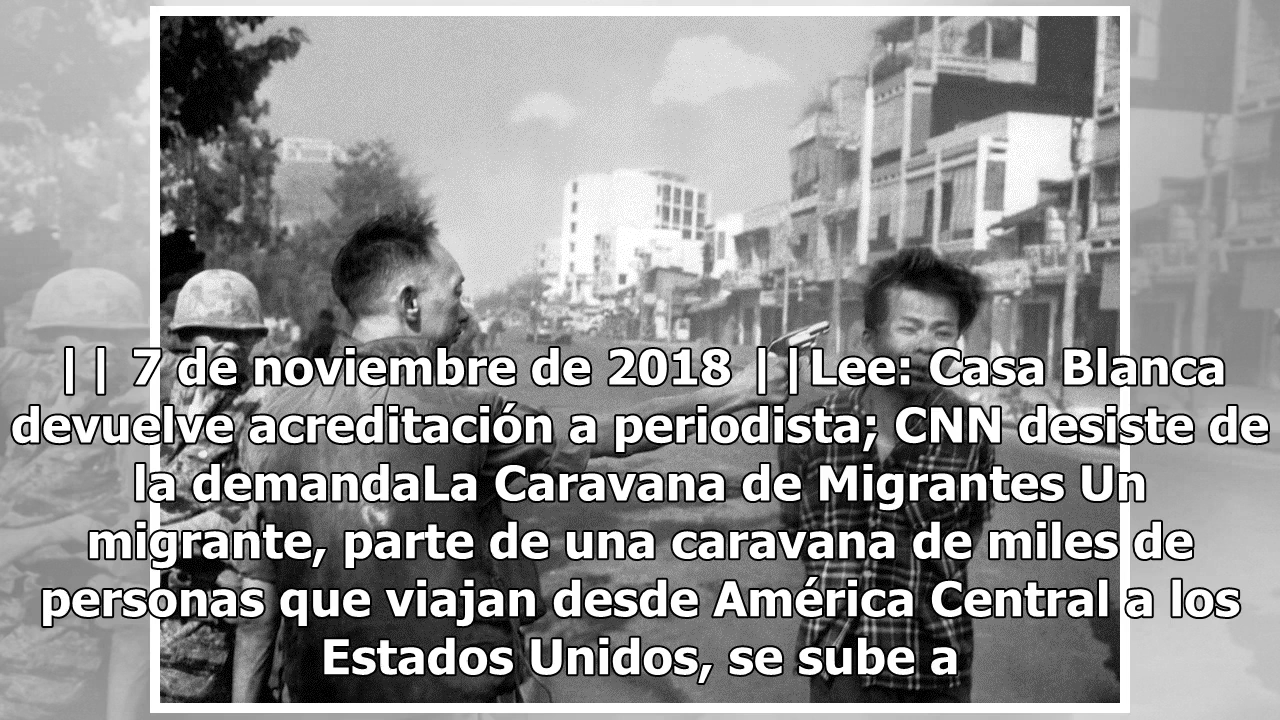 || 7 de noviembre de 2018 ||Lee: Casa Blanca
devuelve acreditación a periodista; CNN desiste de
la demandaLa Caravana de Migrantes Un
migrante, parte de una caravana de miles de
personas que viajan desde América Central a los
Estados Unidos, se sube a